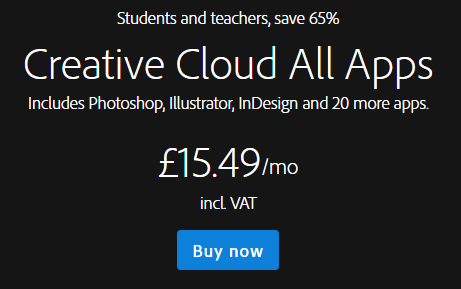 Students and teachers, save 65%
Creative Cloud All Apps
Includes Photoshop, Illustrator, InDesign and 20 more apps.
£15.49/mo
incl. VAT
Buy now